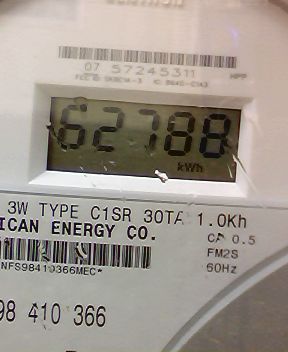 07 57245311 HPP
62788
kWh
3W TYPE C1SR 30TA 1.0Kh
ICAN ENERGY CO.
CA 0.5
FM2S
60Hz
NFS98410366MEC*
98 410 366